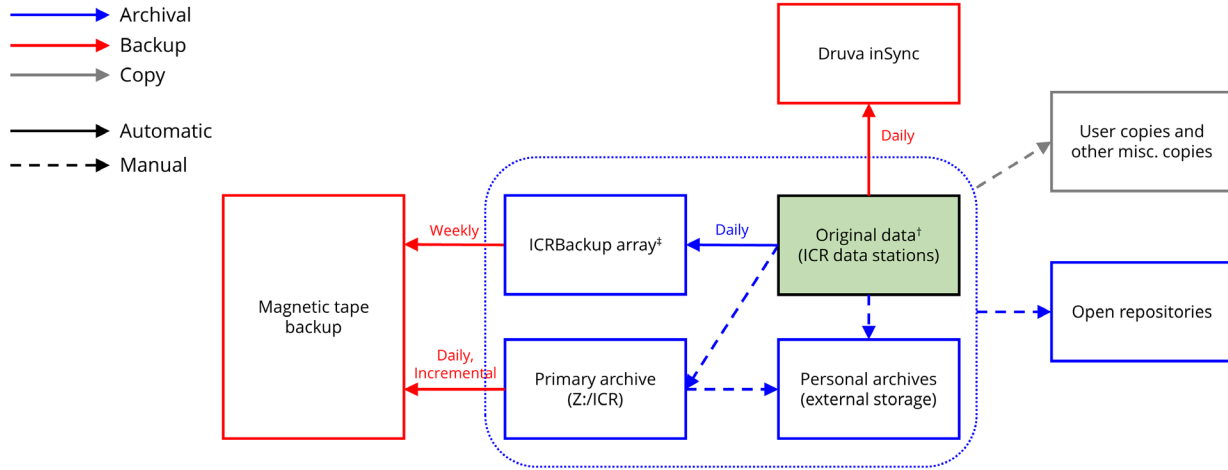 Archival
Backup
Copy
Automatic
Manual
Druva inSync
Daily
User copies and
other misc. copies
Weekly
ICRBackup array‡
Daily
Original data†
(ICR data stations)
Magnetic tape
backup
Open repositories
Daily,
Incremental
Primary archive
(Z:/ICR)
Personal archives
(external storage)